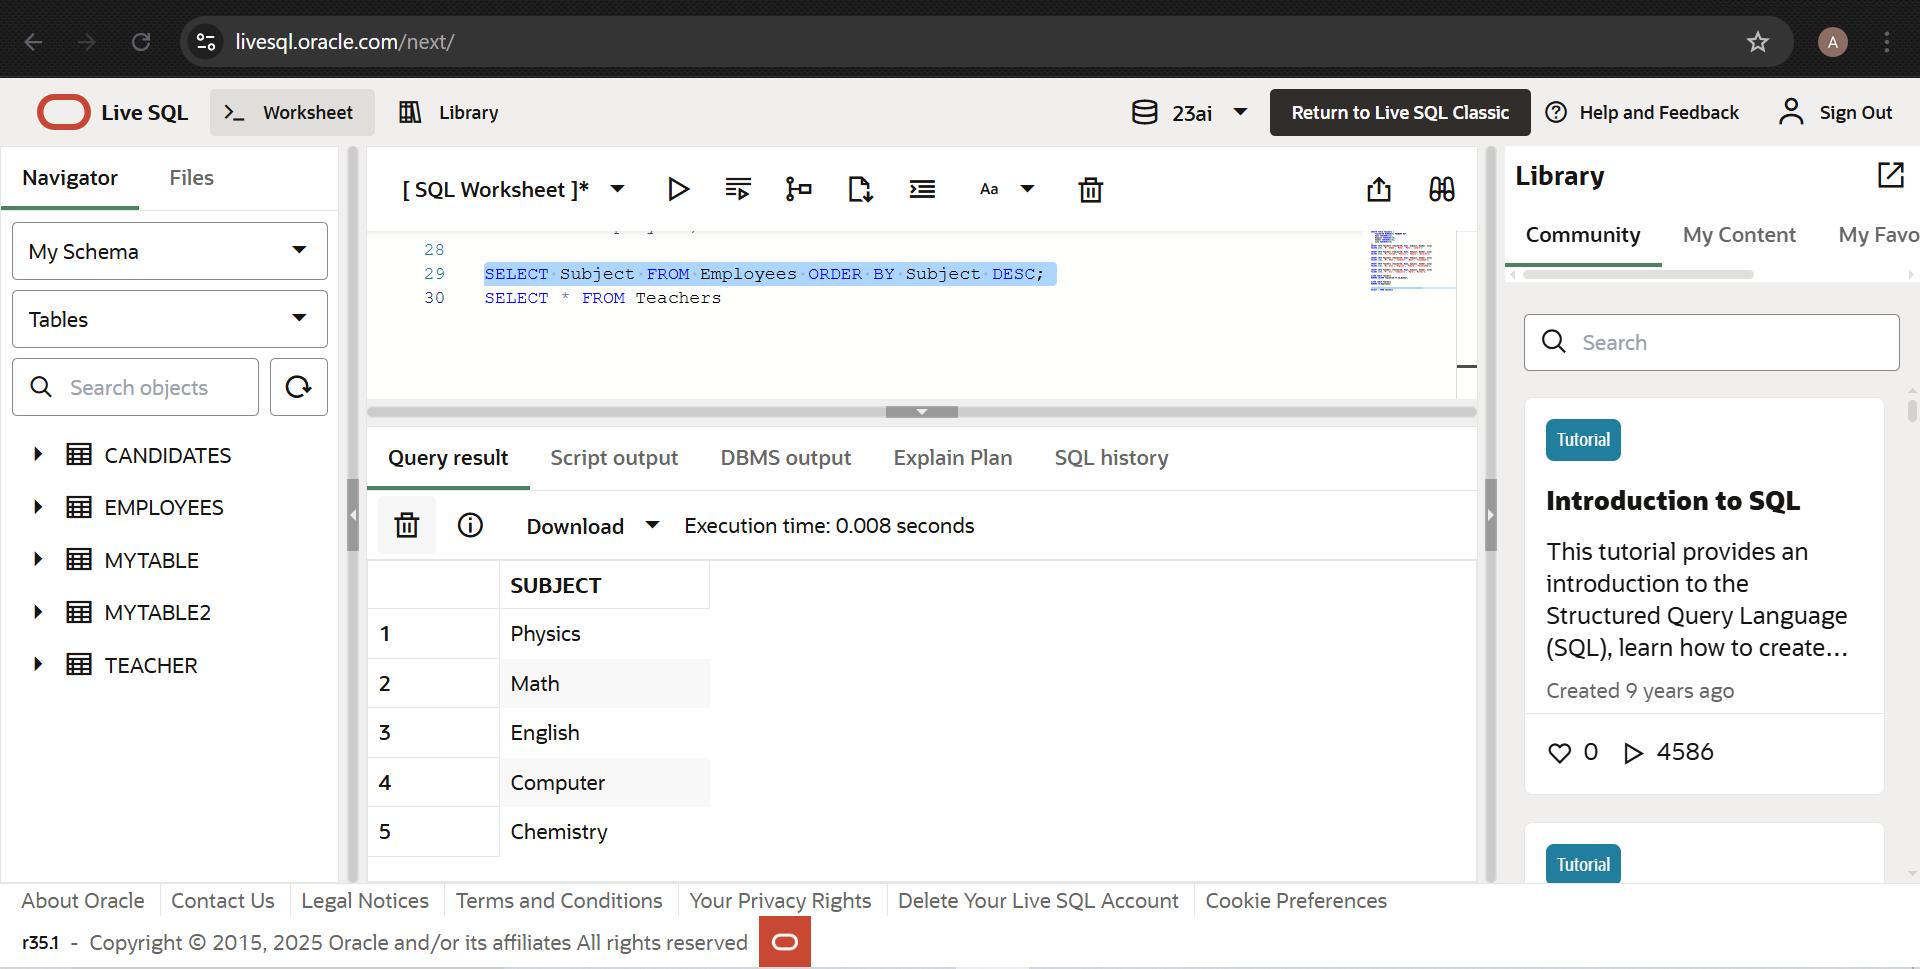 livesql.oracle.com/next/
A
Live SQL
Worksheet
Library
23ai
Return to Live SQL Classic
Help and Feedback
Sign Out
Navigator
Files
My Schema
Tables
Search objects
CANDIDATES
EMPLOYEES
MYTABLE
MYTABLE2
TEACHER
[ SQL Worksheet ]*
Aa
28
29 SELECT Subject FROM Employees ORDER BY Subject DESC;
30 SELECT * FROM Teachers
Query result
Script output
DBMS output
Explain Plan
SQL history
Download
Execution time: 0.008 seconds
SUBJECT
1 Physics
2 Math
3 English
4 Computer
5 Chemistry
Library
Community
My Content
My Favo
Search
Tutorial
Introduction to SQL
This tutorial provides an
introduction to the
Structured Query Language
(SQL), learn how to create...
Created 9 years ago
0
4586
Tutorial
About Oracle
Contact Us
Legal Notices
Terms and Conditions
Your Privacy Rights
Delete Your Live SQL Account
Cookie Preferences
r35.1 - Copyright © 2015, 2025 Oracle and/or its affiliates All rights reserved